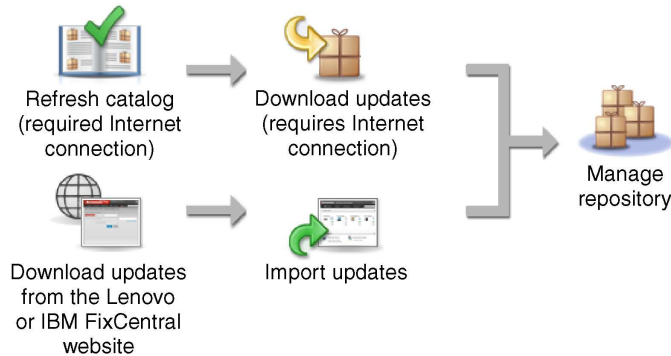 Refresh catalog
(required Internet
connection)
Download updates
(requires Internet
connection)
Manage
repository
Download updates
from the Lenovo
or IBM FixCentral
website
Import updates